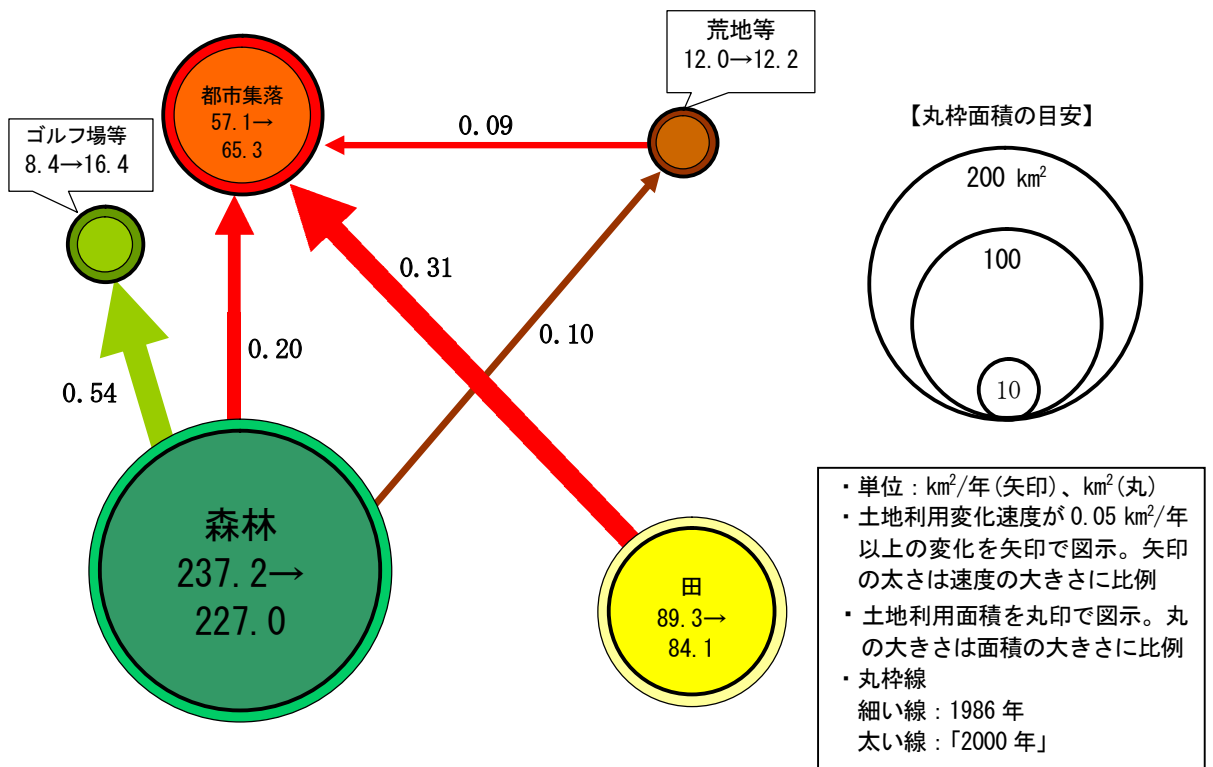 荒地等
12.0→12.2
都市集落
57.1→
65.3
0.09
ゴルフ場等
8.4→16.4
【丸枠面積の目安】
200 km²
100
10
0.31
0.10
0.20
0.54
森林
237.2→
227.0
田
89.3→
84.1
・単位：km²/年(矢印)、km²(丸)
・土地利用変化速度が 0.05 km²/年
以上の変化を矢印で図示。矢印
の太さは速度の大きさに比例
・土地利用面積を丸印で図示。丸
の大きさは面積の大きさに比例
・丸枠線
細い線：1986 年
太い線：「2000 年」